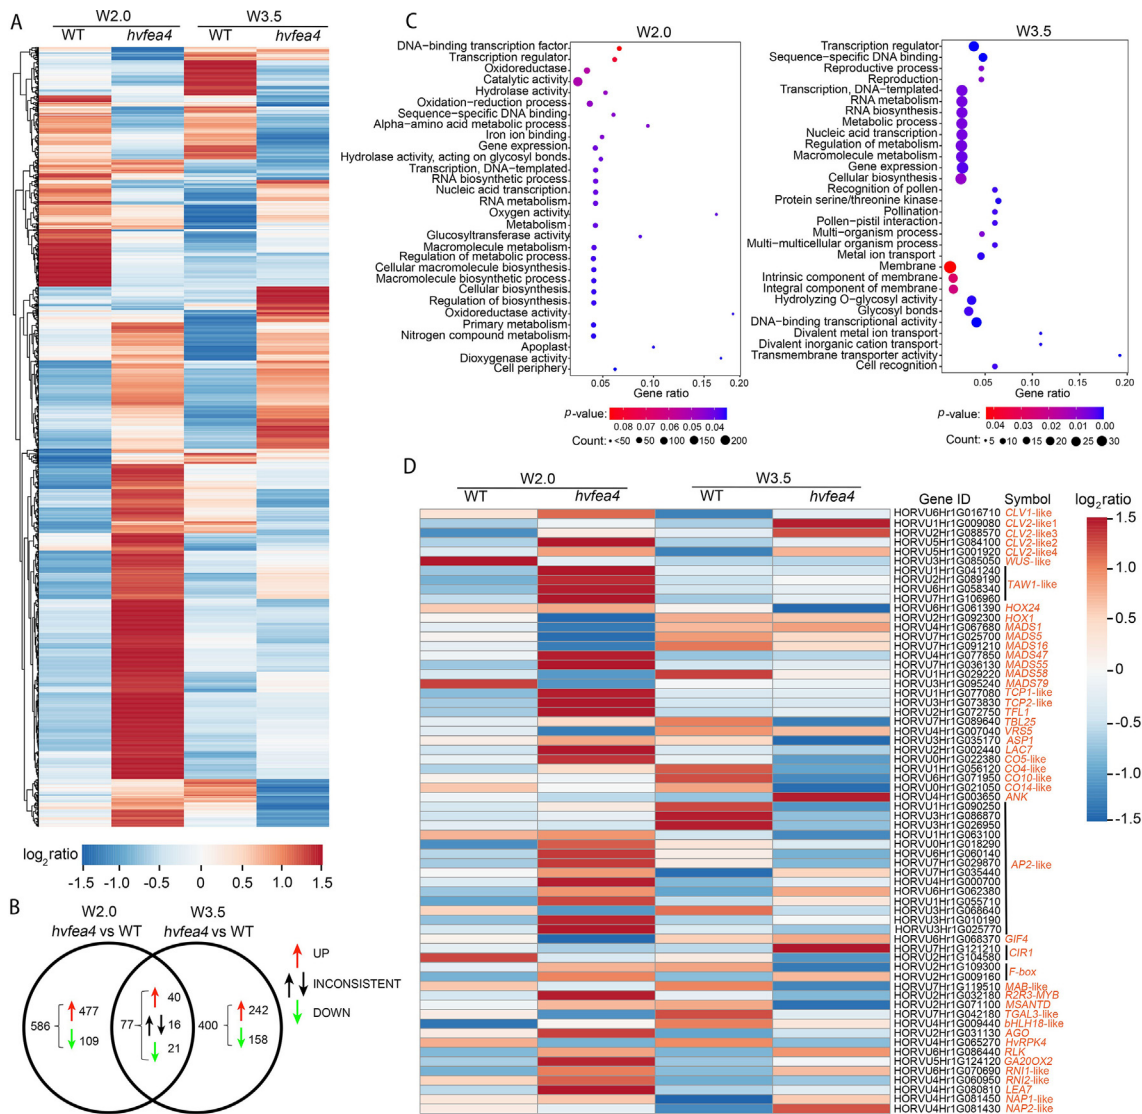 A
W2.0 W3.5
WT hvfea4 WT hvfea4
log2ratio
-1.5 -1.0 -0.5 0 0.5 1.0 1.5
B
W2.0 W3.5
hvfea4 vs WT hvfea4 vs WT
UP
INCONSISTENT
DOWN
586 477 109
77 40 16 21
400 242 158
C
W2.0
DNA−binding transcription factor
Transcription regulator
Oxidoreductase
Catalytic activity
Hydrolase activity
Oxidation-reduction process
Sequence−specific DNA binding
Alpha−amino acid metabolic process
Iron ion binding
Gene expression
Hydrolase activity, acting on glycosyl bonds
Transcription, DNA−templated
RNA biosynthetic process
Nucleic acid transcription
RNA metabolism
Oxygen activity
Metabolism
Glucosyltransferase activity
Macromolecule metabolism
Regulation of metabolic process
Cellular macromolecule biosynthesis
Macromolecule biosynthetic process
Cellular biosynthesis
Regulation of biosynthesis
Oxidoreductase activity
Primary metabolism
Nitrogen compound metabolism
Apoplast
Dioxygenase activity
Cell periphery
0.05 0.10 0.15 0.20
Gene ratio
p-value:
0.08 0.06 0.05 0.04
Count: <50 50 100 150 200
W3.5
Transcription regulator
Sequence−specific DNA binding
Reproductive process
Reproduction
Transcription, DNA−templated
RNA metabolism
RNA biosynthesis
Metabolic process
Nucleic acid transcription
Regulation of metabolism
Macromolecule metabolism
Gene expression
Cellular biosynthesis
Recognition of pollen
Protein serine/threonine kinase
Pollination
Pollen−pistil interaction
Multi−organism process
Multi−multicellular organism process
Metal ion transport
Membrane
Intrinsic component of membrane
Integral component of membrane
Hydrolyzing O−glycosyl activity
Glycosyl bonds
DNA−binding transcriptional activity
Divalent metal ion transport
Divalent inorganic cation transport
Transmembrane transporter activity
Cell recognition
0.05 0.10 0.15 0.20
Gene ratio
p-value:
0.04 0.03 0.02 0.01 0.00
Count: 5 10 15 20 25 30
D
W2.0 W3.5
WT hvfea4 WT hvfea4 Gene ID Symbol
HORVU6Hr1G016710 CLV1-like
HORVU1Hr1G009080 CLV2-like1
HORVU2Hr1G088570 CLV2-like3
HORVU5Hr1G084100 CLV2-like2
HORVU5Hr1G001920 CLV2-like4
HORVU3Hr1G085050 WUS-like
HORVU1Hr1G041240
HORVU2Hr1G089190
TAW1-like
HORVU6Hr1G058340
HORVU7Hr1G106960
HORVU6Hr1G061390 HOX24
HORVU2Hr1G092300 HOX1
HORVU4Hr1G067680 MADS1
HORVU7Hr1G025700 MADS5
HORVU7Hr1G091210 MADS16
HORVU4Hr1G077850 MADS47
HORVU7Hr1G036130 MADS55
HORVU1Hr1G029220 MADS58
HORVU3Hr1G095240 MADS79
HORVU1Hr1G077080 TCP1-like
HORVU3Hr1G073830 TCP2-like
HORVU2Hr1G072750 TFL1
HORVU7Hr1G089640 TBL25
HORVU4Hr1G007040 VRS5
HORVU3Hr1G035170 ASP1
HORVU2Hr1G002440 LAC7
HORVU0Hr1G022380 CO5-like
HORVU1Hr1G056120 CO4-like
HORVU6Hr1G071950 CO10-like
HORVU0Hr1G021050 CO14-like
HORVU4Hr1G003650 ANK
HORVU1Hr1G090250
HORVU3Hr1G086870
HORVU3Hr1G026950
HORVU1Hr1G063100
HORVU0Hr1G018290
HORVU6Hr1G060140
HORVU7Hr1G029870 AP2-like
HORVU7Hr1G035440
HORVU4Hr1G000700
HORVU6Hr1G062380
HORVU1Hr1G055710
HORVU3Hr1G068640
HORVU3Hr1G010190
HORVU3Hr1G025770
HORVU6Hr1G068370 GIF4
HORVU7Hr1G121210
CIR1
HORVU2Hr1G104580
HORVU2Hr1G109300
F-box
HORVU2Hr1G009160
HORVU7Hr1G119510 MAB-like
HORVU2Hr1G032180 R2R3-MYB
HORVU2Hr1G071100 MSANTD
HORVU7Hr1G042180 TGAL3-like
HORVU4Hr1G009440 bHLH18-like
HORVU2Hr1G031130 AGO
HORVU4Hr1G065270 HvRPK4
HORVU6Hr1G086440 RLK
HORVU5Hr1G124120 GA20OX2
HORVU6Hr1G070690 RNI1-like
HORVU4Hr1G060950 RNI2-like
HORVU4Hr1G080810 LEA7
HORVU4Hr1G081450 NAP1-like
HORVU4Hr1G081430 NAP2-like
log2ratio
1.5
1.0
0.5
0
-0.5
-1.0
-1.5